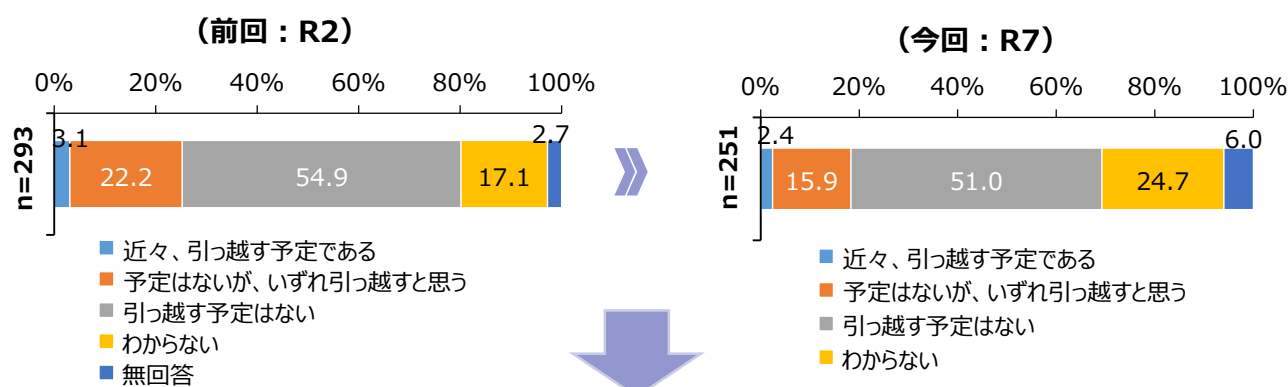 （前回：R2）
0% 20% 40% 60% 80% 100%
n=293
3.1 22.2 54.9 17.1 2.7
近々、引っ越す予定である
予定はないが、いずれ引っ越すと思う
引っ越す予定はない
わからない
無回答
（今回：R7）
0% 20% 40% 60% 80% 100%
n=251
2.4 15.9 51.0 24.7 6.0
近々、引っ越す予定である
予定はないが、いずれ引っ越すと思う
引っ越す予定はない
わからない